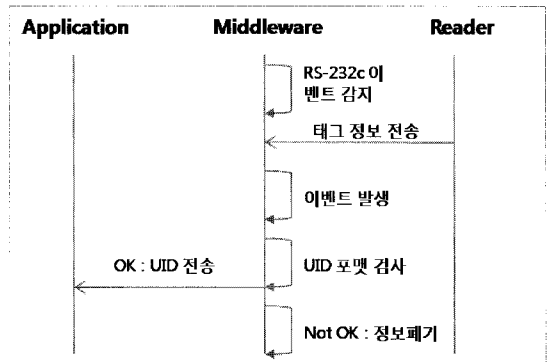 Application Middleware Reader
RS-232c 이
벤트 감지
태그 정보 전송
이벤트 발생
OK : UID 전송 UID 포맷 검사
Not OK : 정보폐기